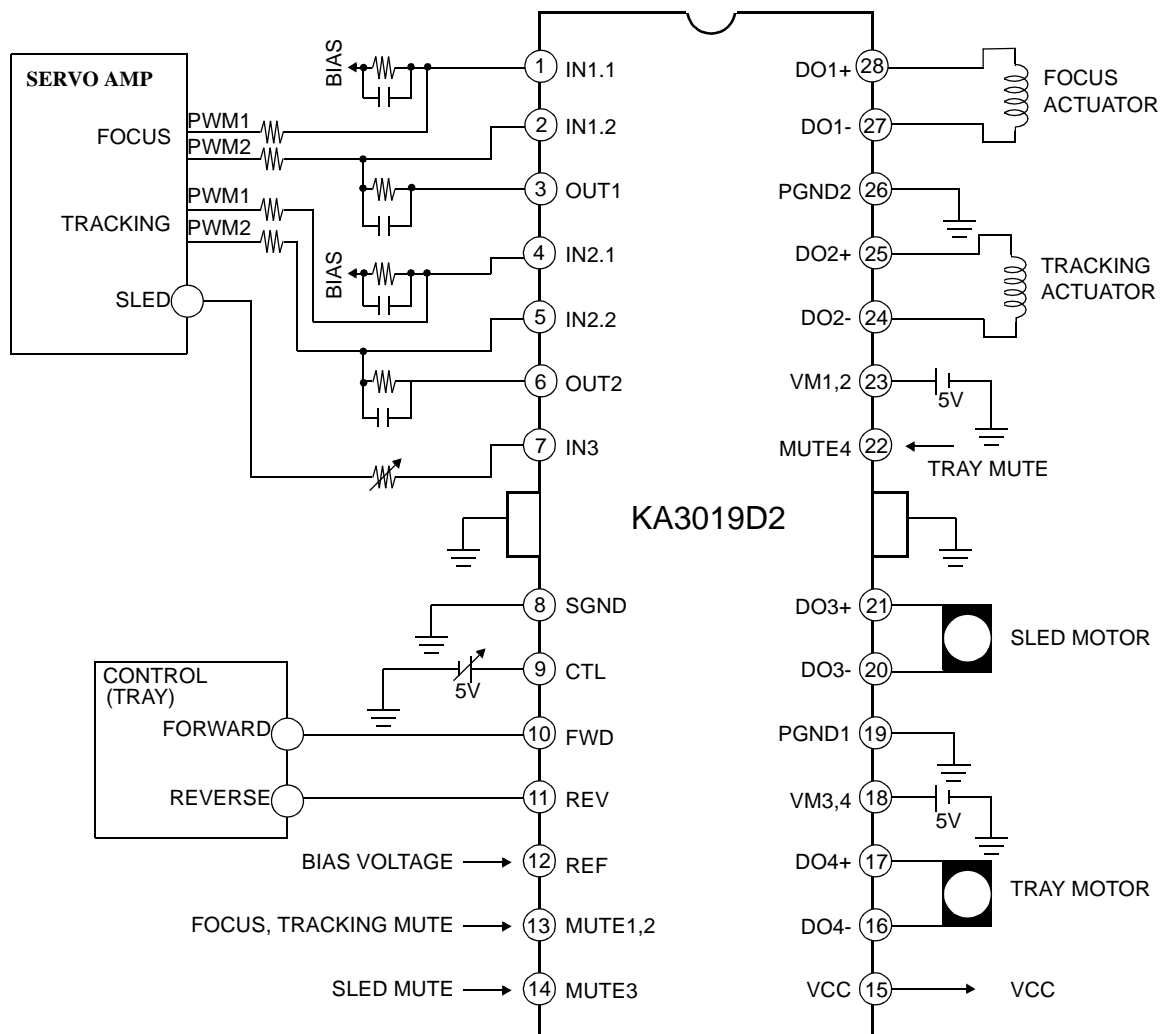 SERVO AMP
FOCUS
PWM1
PWM2
TRACKING
PWM1
PWM2
SLED
BIAS
BIAS
1 IN1.1
2 IN1.2
3 OUT1
4 IN2.1
5 IN2.2
6 OUT2
7 IN3
8 SGND
9 CTL
5V
10 FWD
11 REV
12 REF
13 MUTE1,2
14 MUTE3
CONTROL
(TRAY)
FORWARD
REVERSE
BIAS VOLTAGE
FOCUS, TRACKING MUTE
SLED MUTE
KA3019D2
DO1+ 28
DO1- 27
FOCUS
ACTUATOR
PGND2 26
DO2+ 25
DO2- 24
TRACKING
ACTUATOR
VM1,2 23
5V
MUTE4 22
TRAY MUTE
DO3+ 21
DO3- 20
SLED MOTOR
PGND1 19
VM3,4 18
5V
DO4+ 17
DO4- 16
TRAY MOTOR
VCC 15 VCC